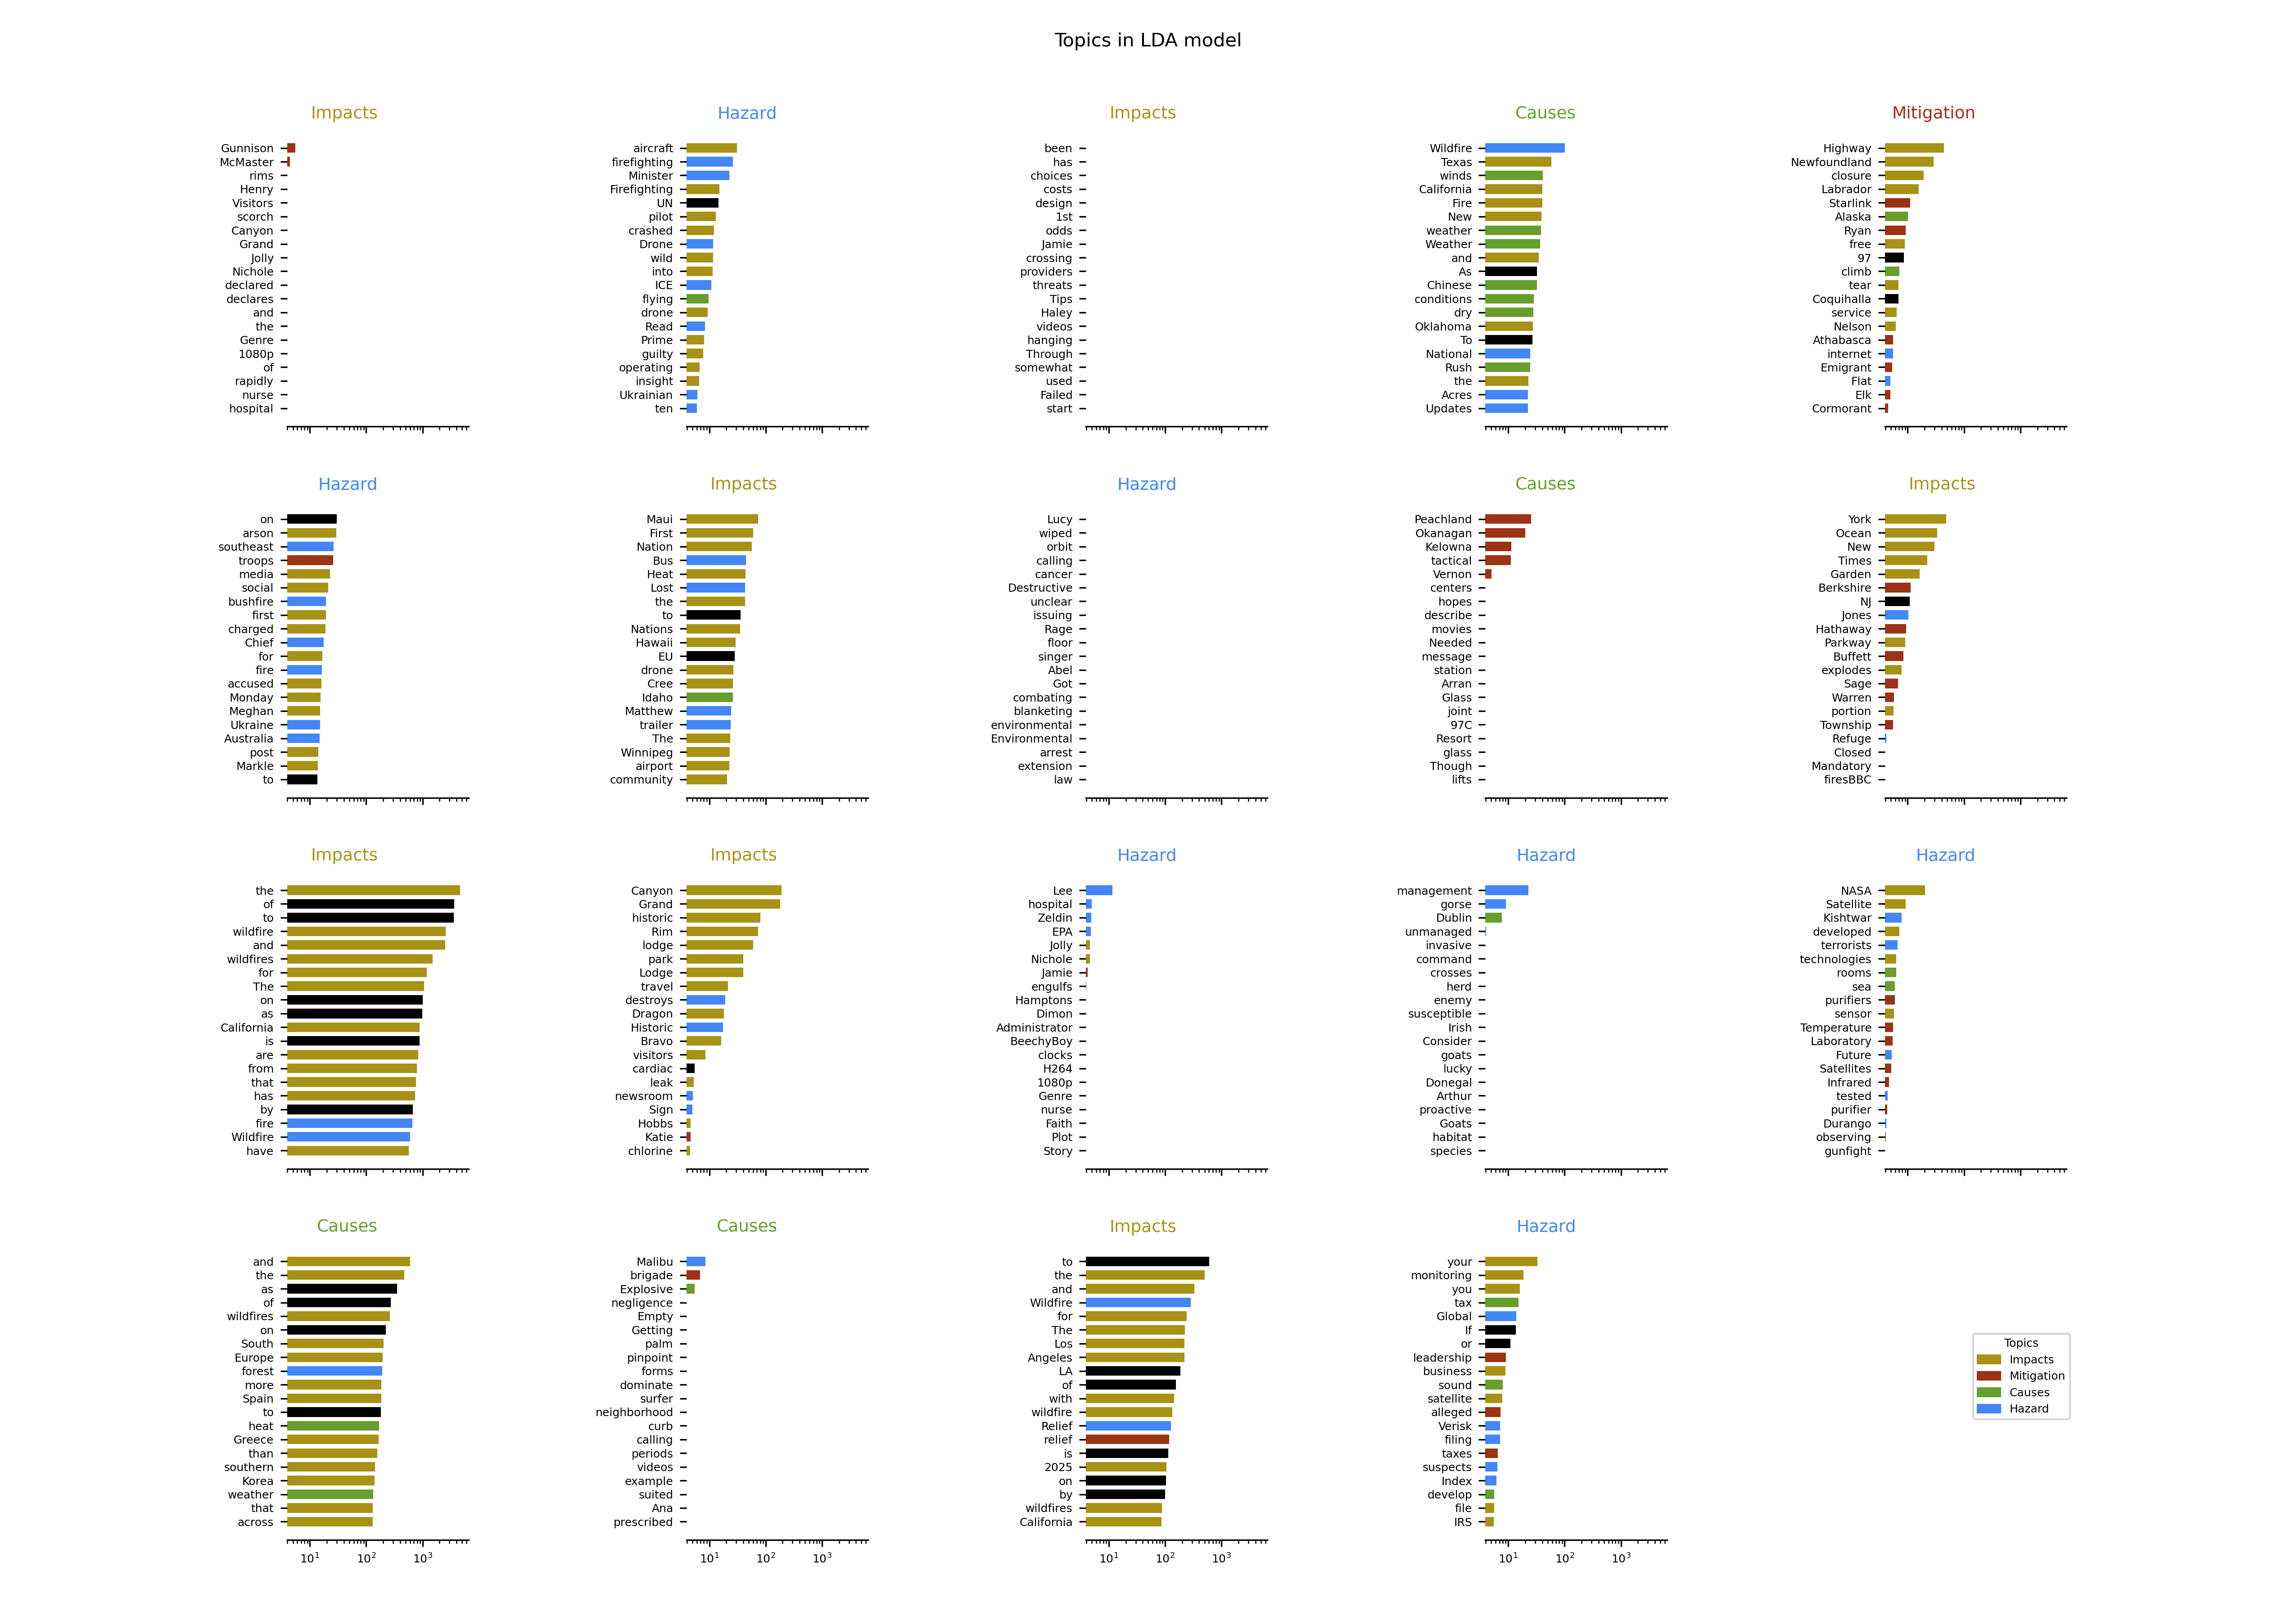 Topics in LDA model
Impacts
Gunnison
McMaster
rims
Henry
Visitors
scorch
Canyon
Grand
Jolly
Nichole
declared
declares
and
the
Genre
1080p
of
rapidly
nurse
hospital
Hazard
aircraft
firefighting
Minister
Firefighting
UN
pilot
crashed
Drone
wild
into
ICE
flying
drone
Read
Prime
guilty
operating
insight
Ukrainian
ten
Impacts
been
has
choices
costs
design
1st
odds
Jamie
crossing
providers
threats
Tips
Haley
videos
hanging
Through
somewhat
used
Failed
start
Causes
Wildfire
Texas
winds
California
Fire
New
weather
Weather
and
As
Chinese
conditions
dry
Oklahoma
To
National
Rush
the
Acres
Updates
Mitigation
Highway
Newfoundland
closure
Labrador
Starlink
Alaska
Ryan
free
97
climb
tear
Coquihalla
service
Nelson
Athabasca
internet
Emigrant
Flat
Elk
Cormorant
Hazard
on
arson
southeast
troops
media
social
bushfire
first
charged
Chief
for
fire
accused
Monday
Meghan
Ukraine
Australia
post
Markle
to
Impacts
Maui
First
Nation
Bus
Heat
Lost
the
to
Nations
Hawaii
EU
drone
Cree
Idaho
Matthew
trailer
The
Winnipeg
airport
community
Hazard
Lucy
wiped
orbit
calling
cancer
Destructive
unclear
issuing
Rage
floor
singer
Abel
Got
combating
blanketing
environmental
Environmental
arrest
extension
law
Causes
Peachland
Okanagan
Kelowna
tactical
Vernon
centers
hopes
describe
movies
Needed
message
station
Arran
Glass
joint
97C
Resort
glass
Though
lifts
Impacts
York
Ocean
New
Times
Garden
Berkshire
NJ
Jones
Hathaway
Parkway
Buffett
explodes
Sage
Warren
portion
Township
Refuge
Closed
Mandatory
firesBBC
Impacts
the
of
to
wildfire
and
wildfires
for
The
on
as
California
is
are
from
that
has
by
fire
Wildfire
have
Impacts
Canyon
Grand
historic
Rim
lodge
park
Lodge
travel
destroys
Dragon
Historic
Bravo
visitors
cardiac
leak
newsroom
Sign
Hobbs
Katie
chlorine
Hazard
Lee
hospital
Zeldin
EPA
Jolly
Nichole
Jamie
engulfs
Hamptons
Dimon
Administrator
BeechyBoy
clocks
H264
1080p
Genre
nurse
Faith
Plot
Story
Hazard
management
gorse
Dublin
unmanaged
invasive
command
crosses
herd
enemy
susceptible
Irish
Consider
goats
lucky
Donegal
Arthur
proactive
Goats
habitat
species
Hazard
NASA
Satellite
Kishtwar
developed
terrorists
technologies
rooms
sea
purifiers
sensor
Temperature
Laboratory
Future
Satellites
Infrared
tested
purifier
Durango
observing
gunfight
Causes
and
the
as
of
wildfires
on
South
Europe
forest
more
Spain
to
heat
Greece
than
southern
Korea
weather
that
across
10¹ 10² 10³
Causes
Malibu
brigade
Explosive
negligence
Empty
Getting
palm
pinpoint
forms
dominate
surfer
neighborhood
curb
calling
periods
videos
example
suited
Ana
prescribed
10¹ 10² 10³
Impacts
to
the
and
Wildfire
for
The
Los
Angeles
LA
of
with
wildfire
Relief
relief
is
2025
on
by
wildfires
California
10¹ 10² 10³
Hazard
your
monitoring
you
tax
Global
If
or
leadership
business
sound
satellite
alleged
Verisk
filing
taxes
suspects
Index
develop
file
IRS
10¹ 10² 10³
Topics
Impacts
Mitigation
Causes
Hazard